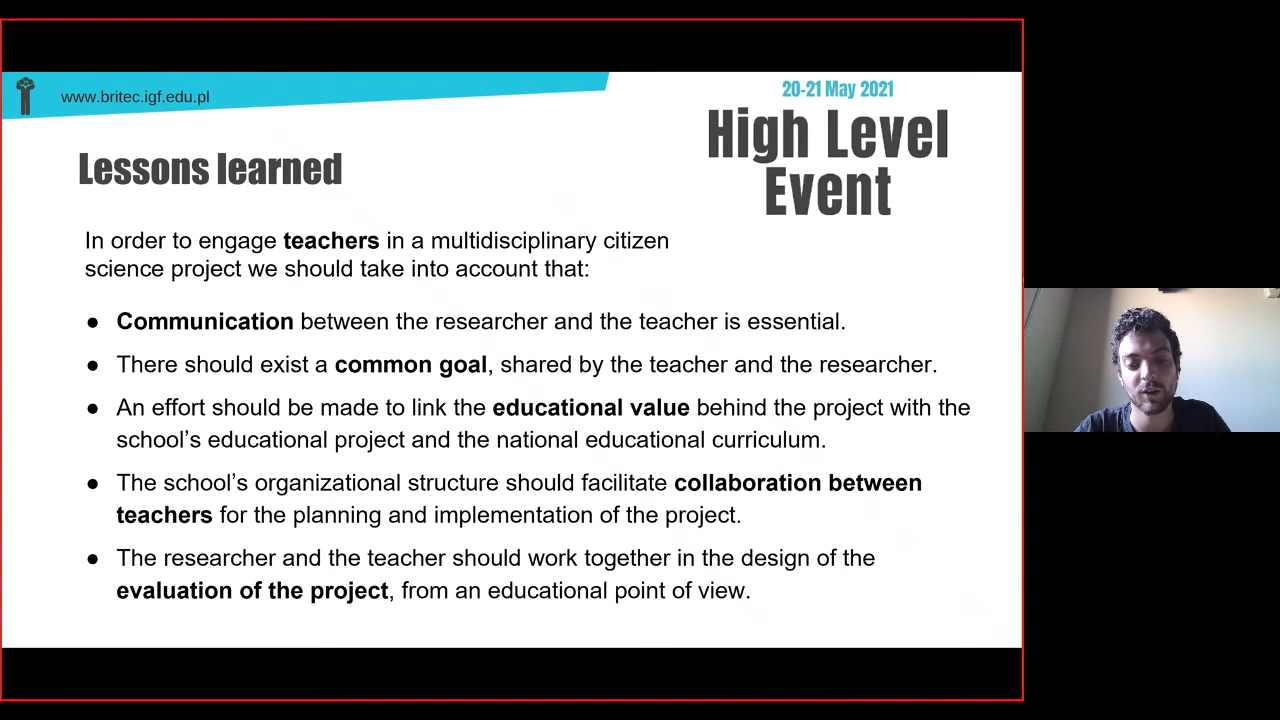 www.britec.igf.edu.pl
20-21 May 2021
High Level
Event
Lessons learned
In order to engage teachers in a multidisciplinary citizen
science project we should take into account that:
● Communication between the researcher and the teacher is essential.
● There should exist a common goal, shared by the teacher and the researcher.
● An effort should be made to link the educational value behind the project with the
school’s educational project and the national educational curriculum.
● The school’s organizational structure should facilitate collaboration between
teachers for the planning and implementation of the project.
● The researcher and the teacher should work together in the design of the
evaluation of the project, from an educational point of view.